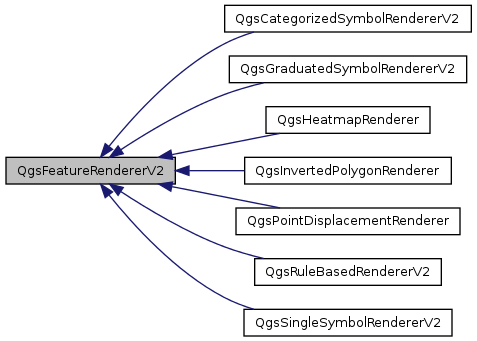 QgsCategorizedSymbolRendererV2
QgsGraduatedSymbolRendererV2
QgsHeatmapRenderer
QgsFeatureRendererV2
QgsInvertedPolygonRenderer
QgsPointDisplacementRenderer
QgsRuleBasedRendererV2
QgsSingleSymbolRendererV2